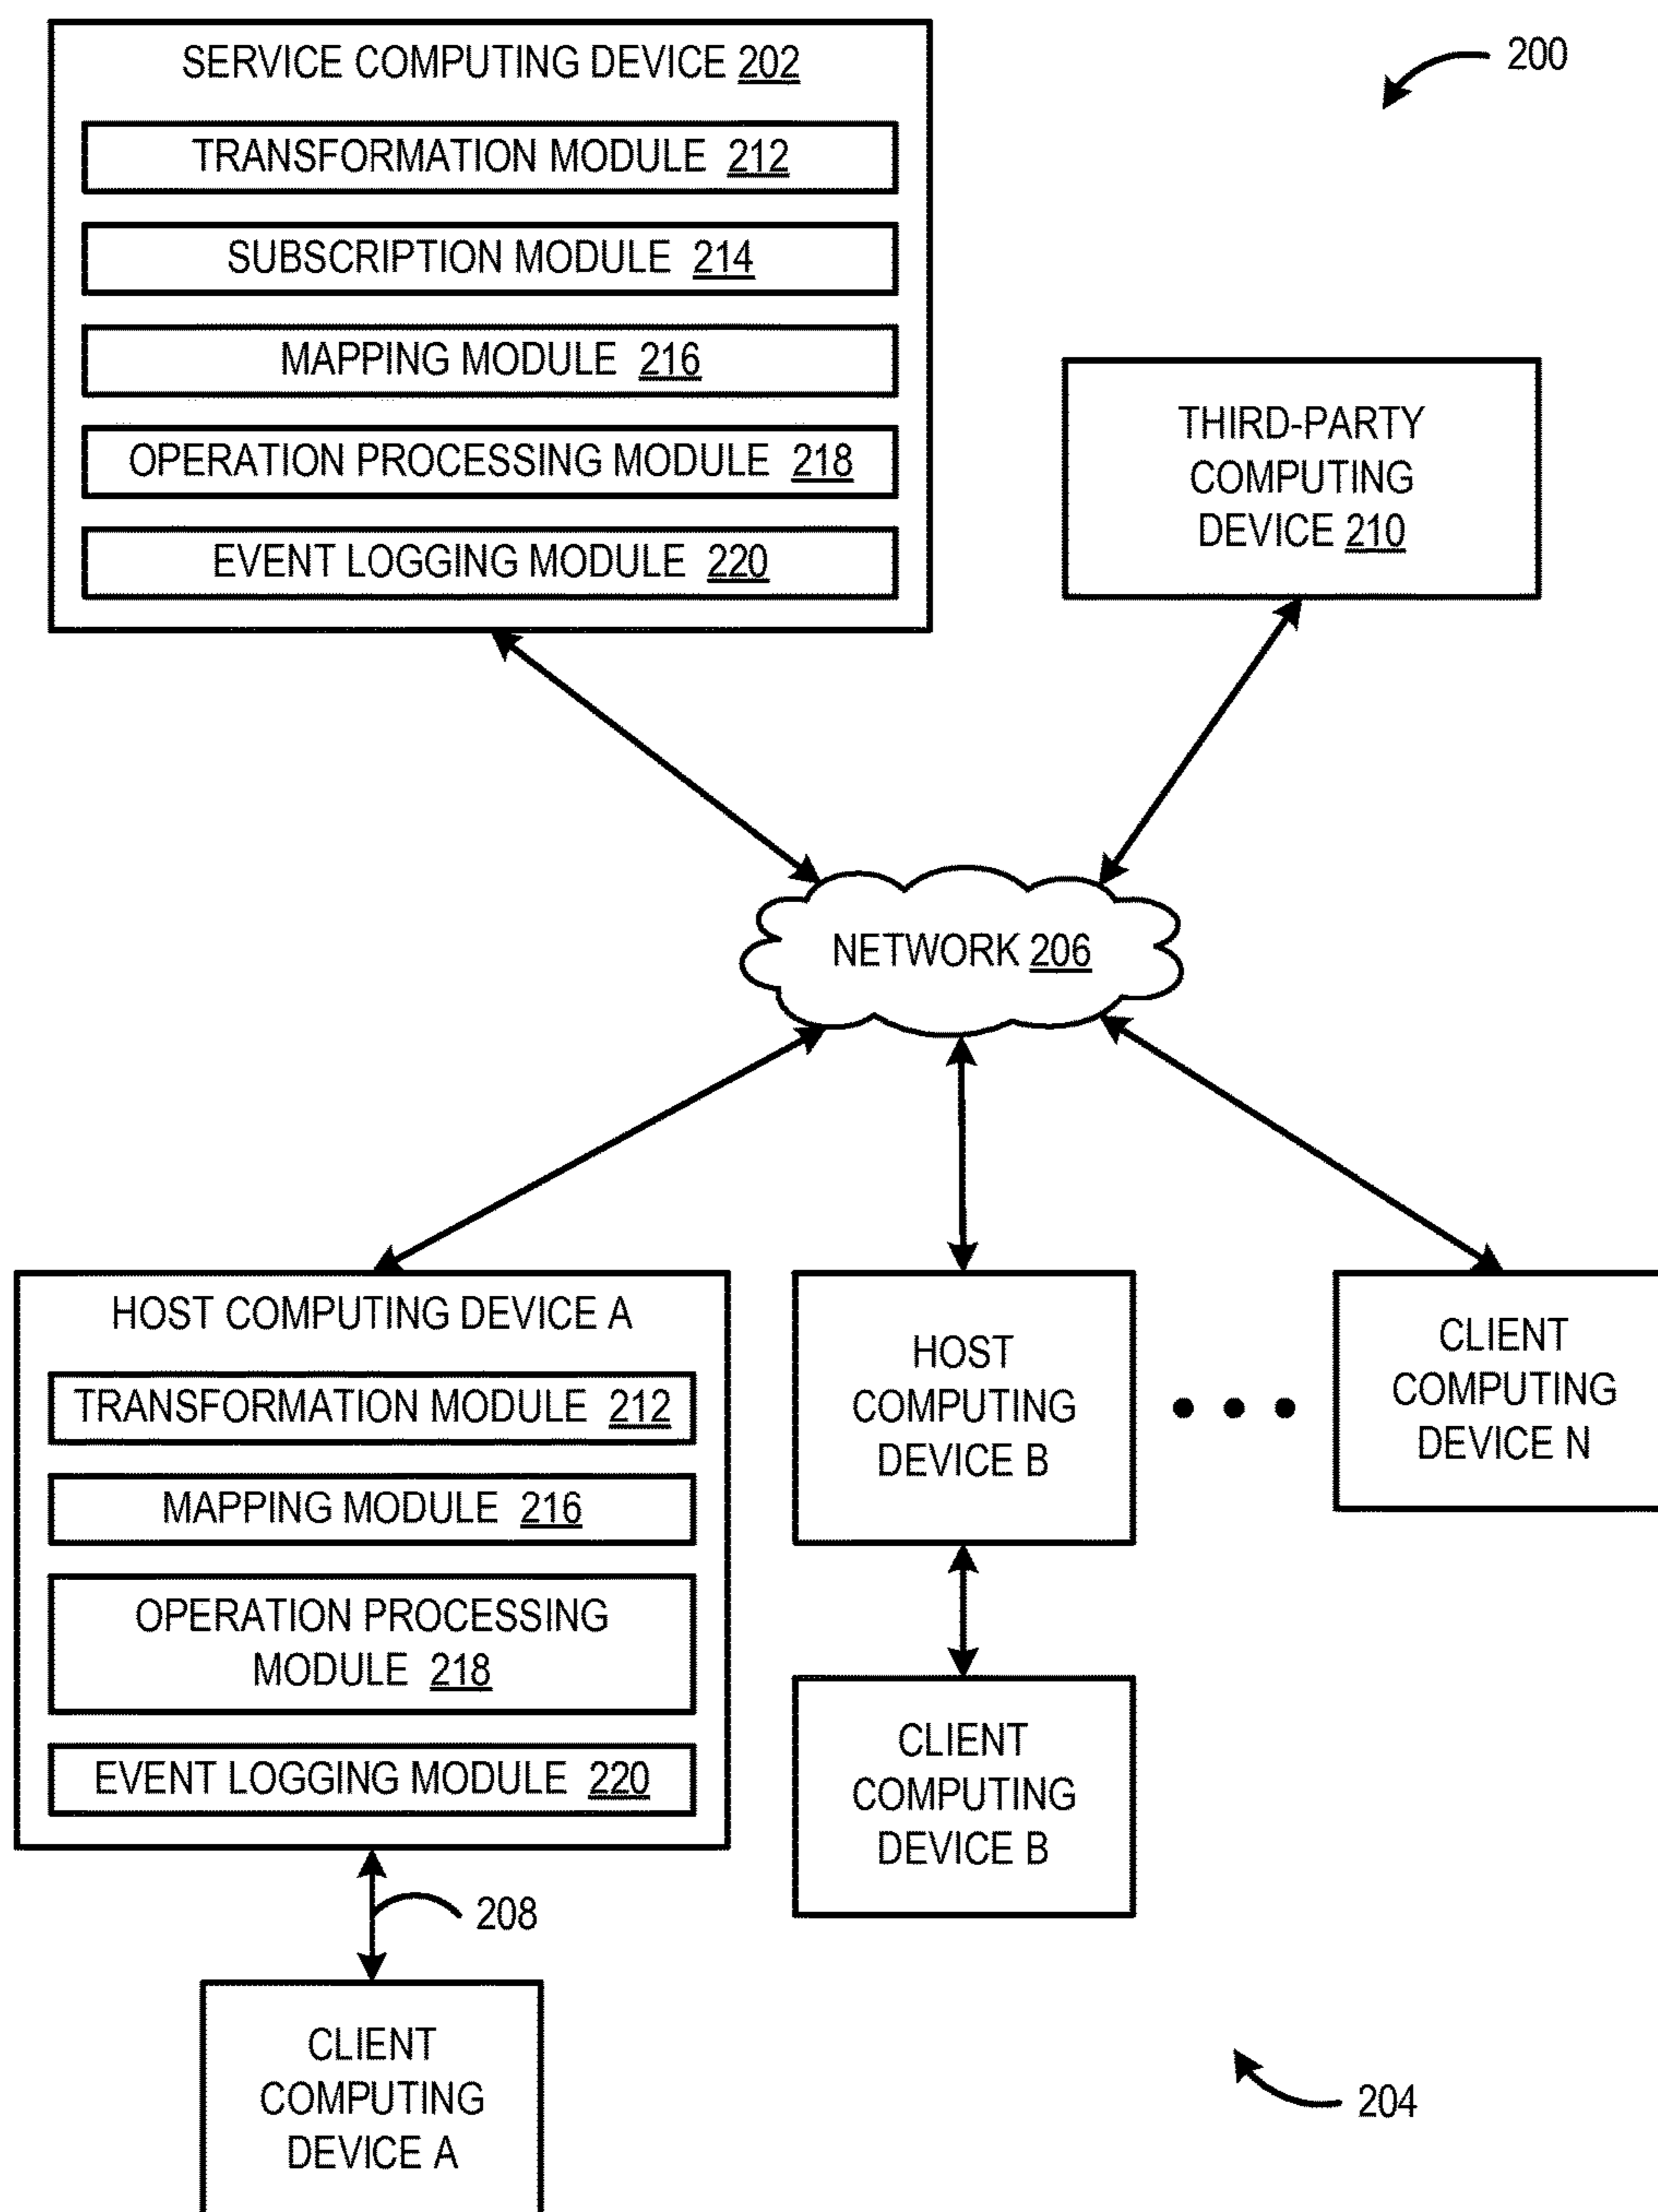 SERVICE COMPUTING DEVICE 202
200
TRANSFORMATION MODULE 212
SUBSCRIPTION MODULE 214
MAPPING MODULE 216
OPERATION PROCESSING MODULE 218
EVENT LOGGING MODULE 220
THIRD-PARTY
COMPUTING
DEVICE 210
NETWORK 206
HOST COMPUTING DEVICE A
TRANSFORMATION MODULE 212
MAPPING MODULE 216
OPERATION PROCESSING
MODULE 218
EVENT LOGGING MODULE 220
HOST
COMPUTING
DEVICE B
CLIENT
COMPUTING
DEVICE N
CLIENT
COMPUTING
DEVICE B
208
CLIENT
COMPUTING
DEVICE A
204